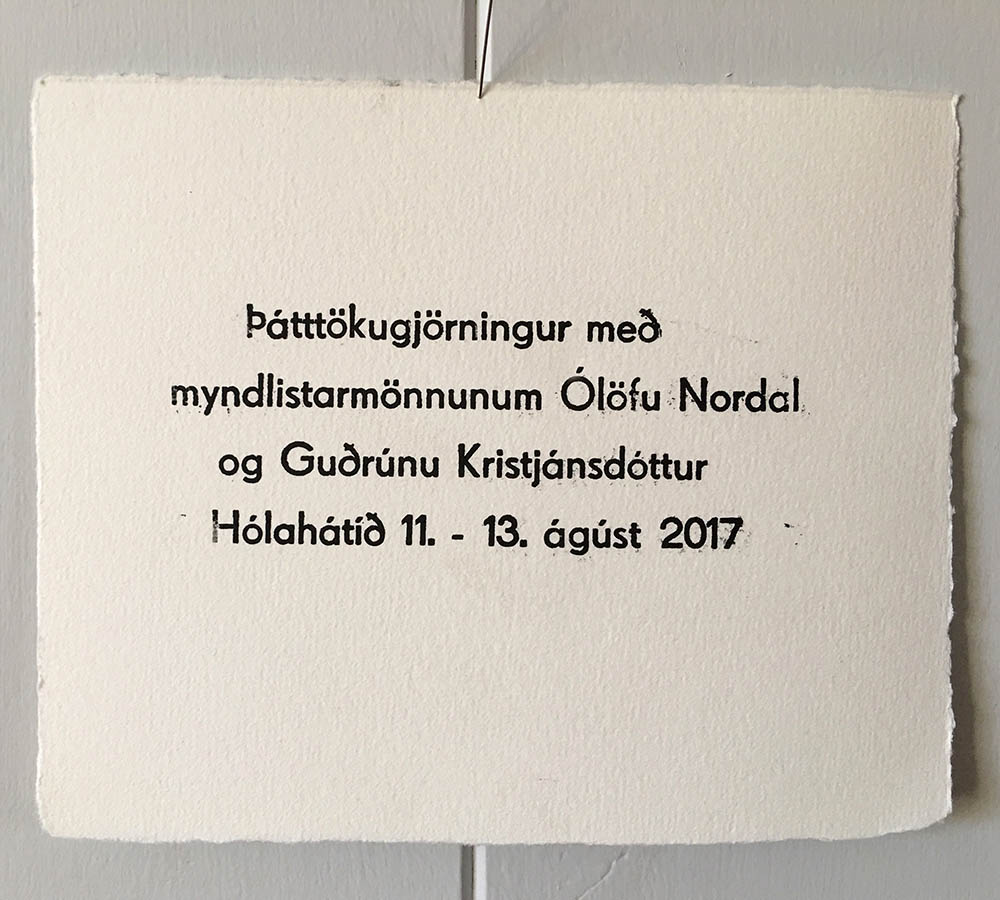 Þátttökugjörningur með
myndlistarmönnunum Ólöfu Nordal
og Guðrúnu Kristjánsdóttur
Hólahátíð 11. - 13. ágúst 2017